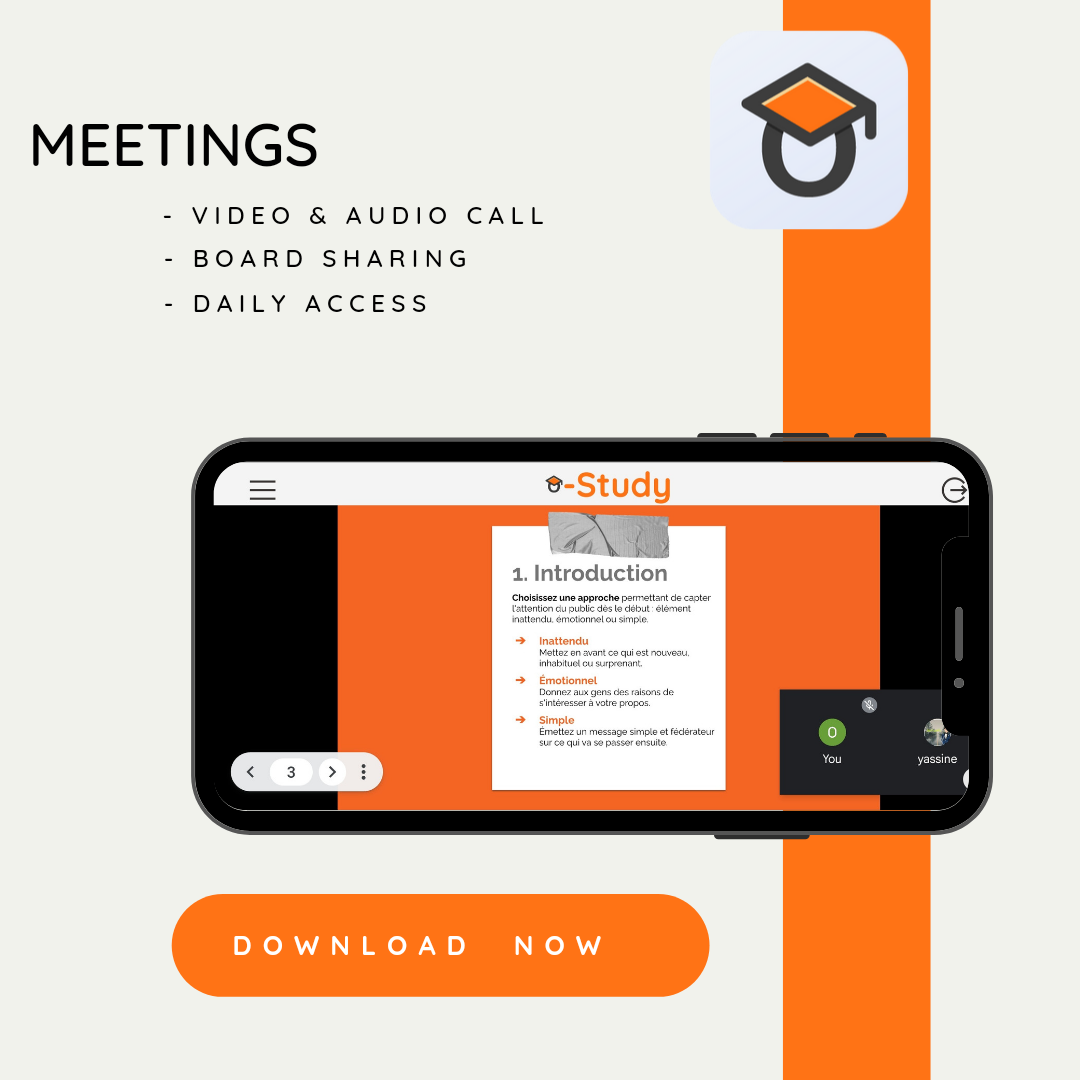 MEETINGS
- VIDEO & AUDIO CALL
- BOARD SHARING
- DAILY ACCESS
-Study
1. Introduction
Choisissez une approche permettant de capter
l'attention du public dès le début : élément
inattendu, émotionnel ou simple.
➔ Inattendu
Mettez en avant ce qui est nouveau,
inhabituel ou surprenant.
➔ Émotionnel
Donnez aux gens des raisons de
s'intéresser à votre propos.
➔ Simple
Émettez un message simple et fédérateur
sur ce qui va se passer ensuite.
O
You
yassine
3
DOWNLOAD NOW